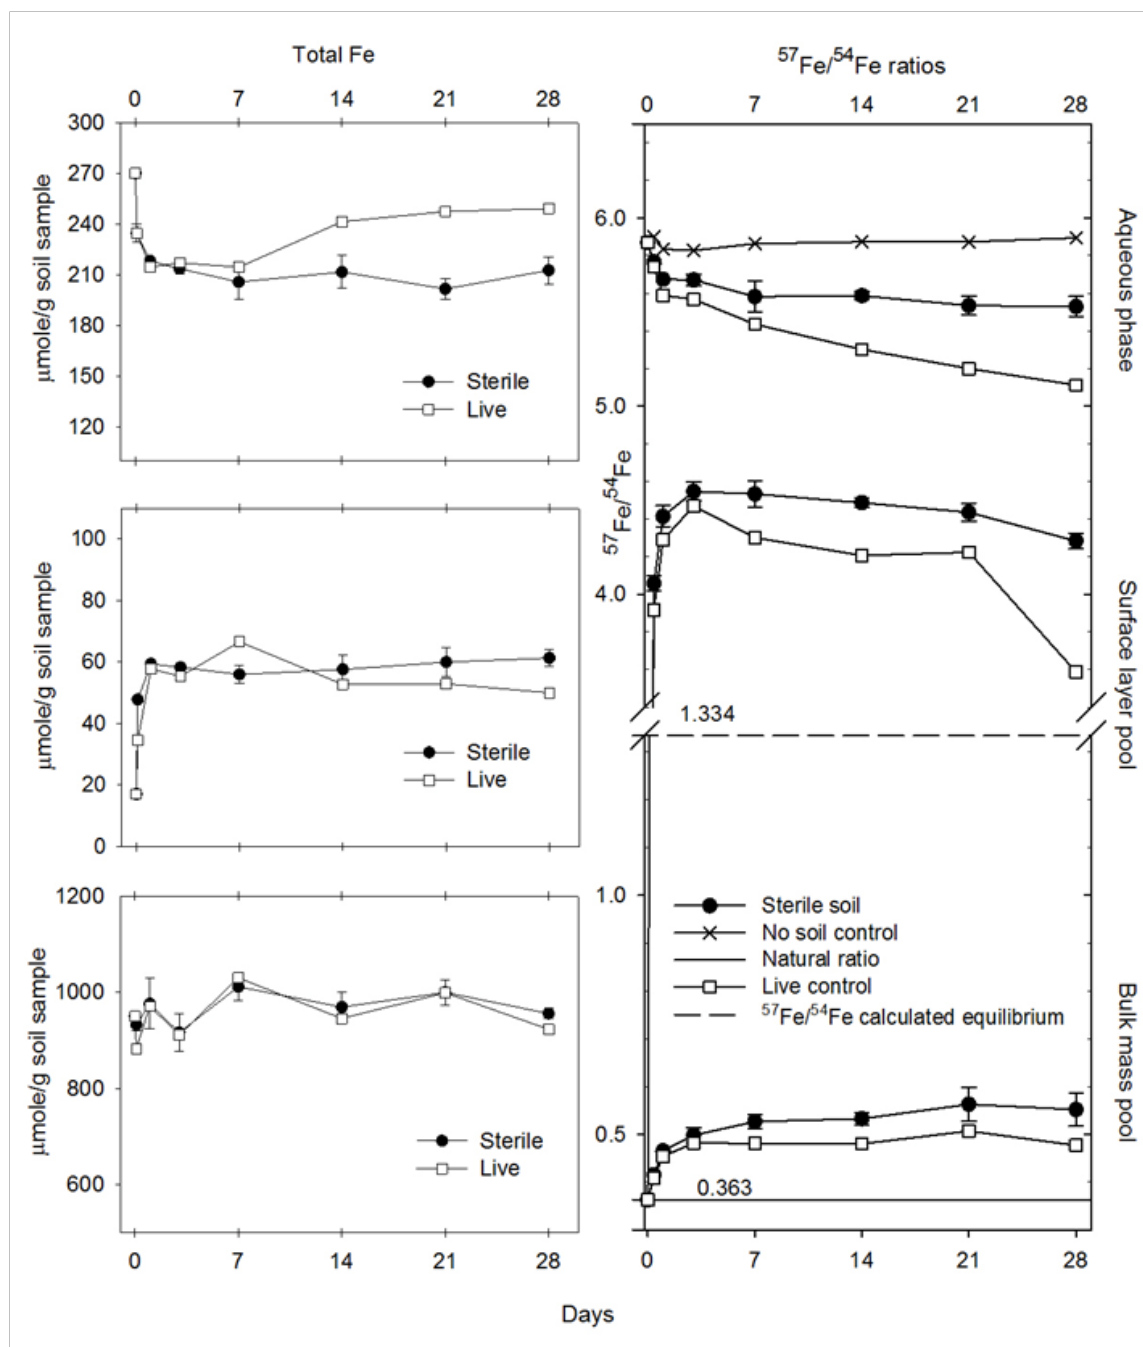 Total Fe
0 7 14 21 28
300
270
240
210
180
150
120
μmole/g soil sample
Sterile
Live
100
80
60
40
20
0
μmole/g soil sample
Sterile
Live
1200
1000
800
600
μmole/g soil sample
Sterile
Live
0 7 14 21 28
Days
57Fe/54Fe ratios
0 7 14 21 28
6.0
5.0
4.0
1.0
0.5
57Fe/54Fe
1.334
Sterile soil
No soil control
Natural ratio
Live control
57Fe/54Fe calculated equilibrium
0.363
0 7 14 21 28
Aqueous phase
Surface layer pool
Bulk mass pool